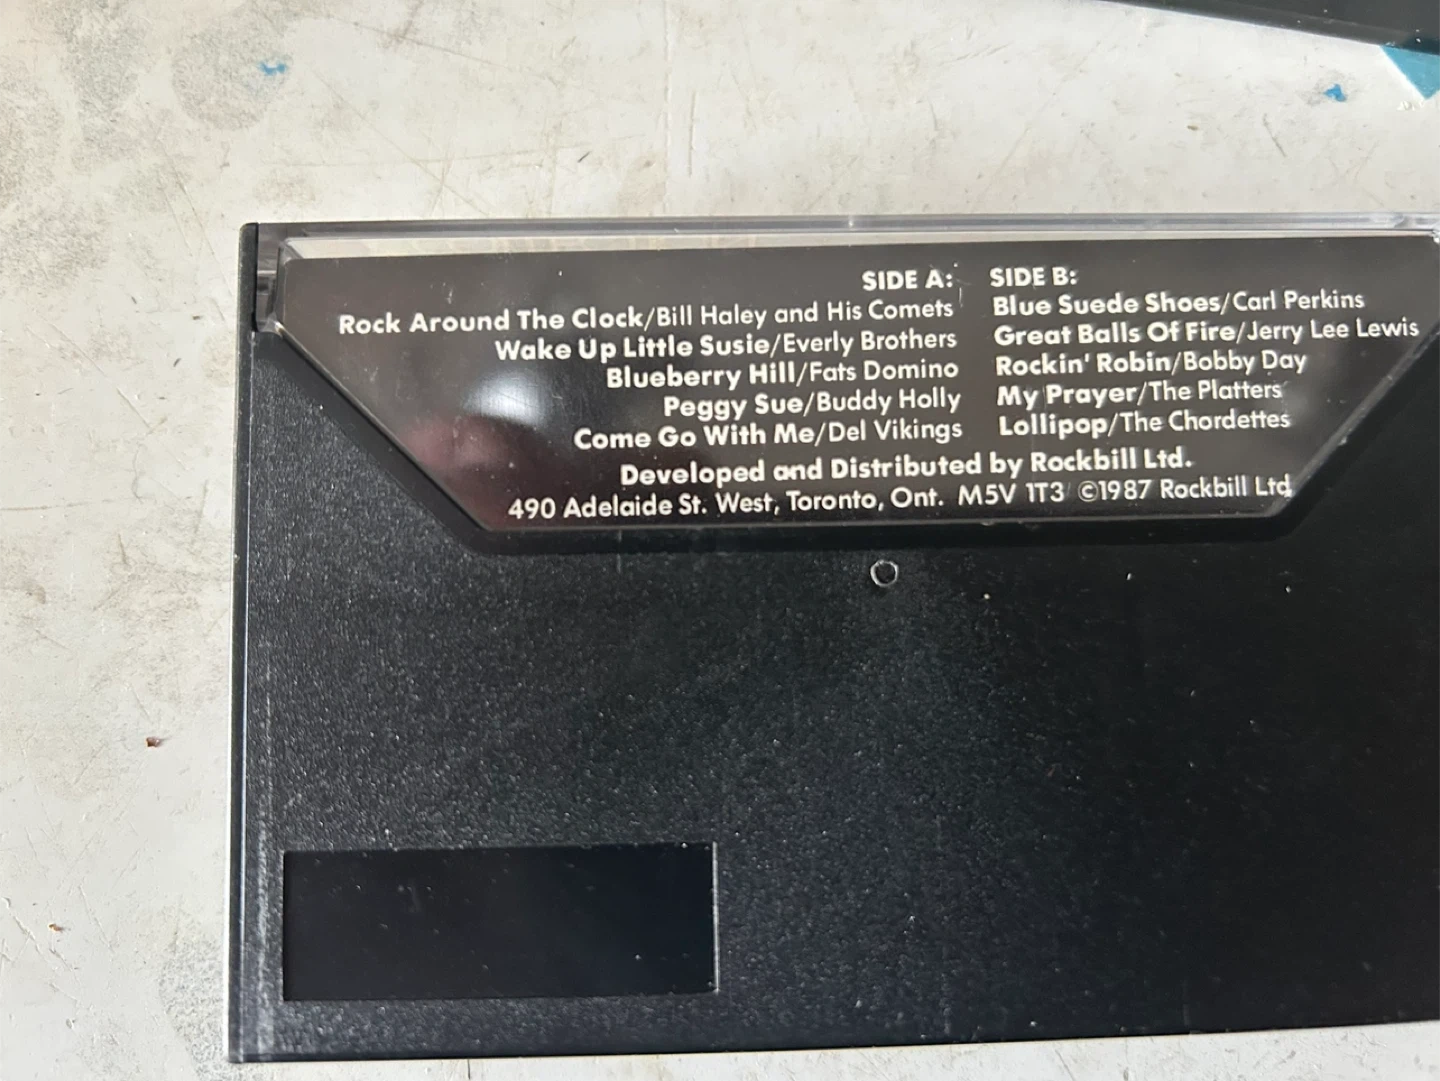 SIDE A:
Rock Around The Clock/Bill Haley and His Comets
Wake Up Little Susie/Everly Brothers
Blueberry Hill/Fats Domino
Peggy Sue/Buddy Holly
Come Go With Me/Del Vikings
SIDE B:
Blue Suede Shoes/Carl Perkins
Great Balls Of Fire/Jerry Lee Lewis
Rockin' Robin/Bobby Day
My Prayer/The Platters
Lollipop/The Chordettes
Developed and Distributed by Rockbill Ltd.
490 Adelaide St. West, Toronto, Ont. M5V 1T3 ©1987 Rockbill Ltd